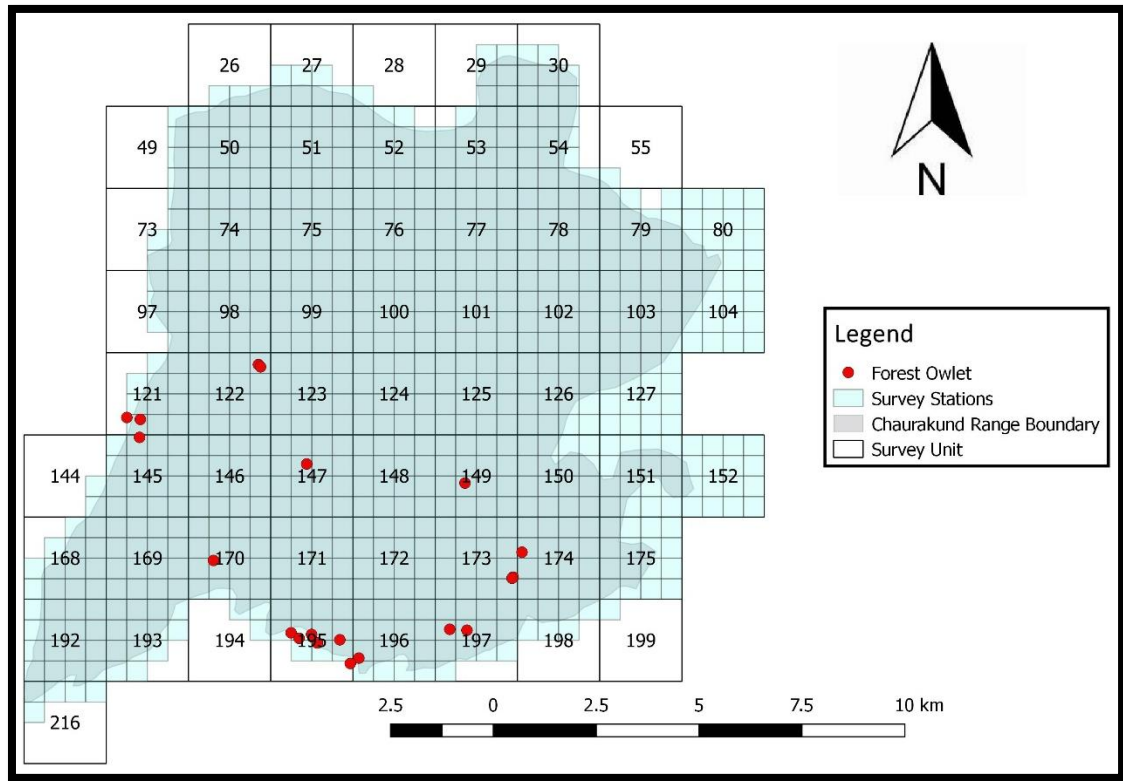 26 27 28 29 30
N
49 50 51 52 53 54 55
73 74 75 76 77 78 79 80
97 98 99 100 101 102 103 104
Legend
Forest Owlet
Survey Stations
Chaurakund Range Boundary
Survey Unit
121 122 123 124 125 126 127
144 145 146 147 148 149 150 151 152
168 169 170 171 172 173 174 175
192 193 194 195 196 197 198 199
216
2.5 0 2.5 5 7.5 10 km